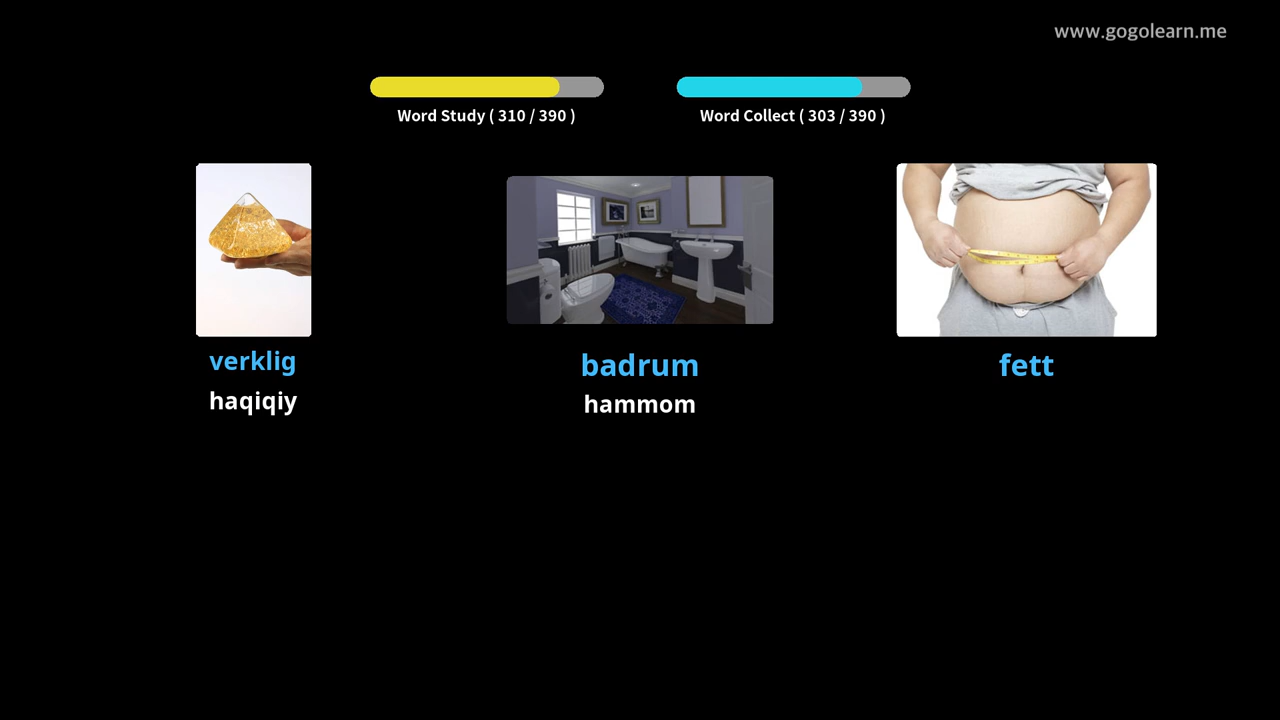 www.gogolearn.me
Word Study ( 310 / 390 )
Word Collect ( 303 / 390 )
verklig
haqiqiy
badrum
hammom
fett